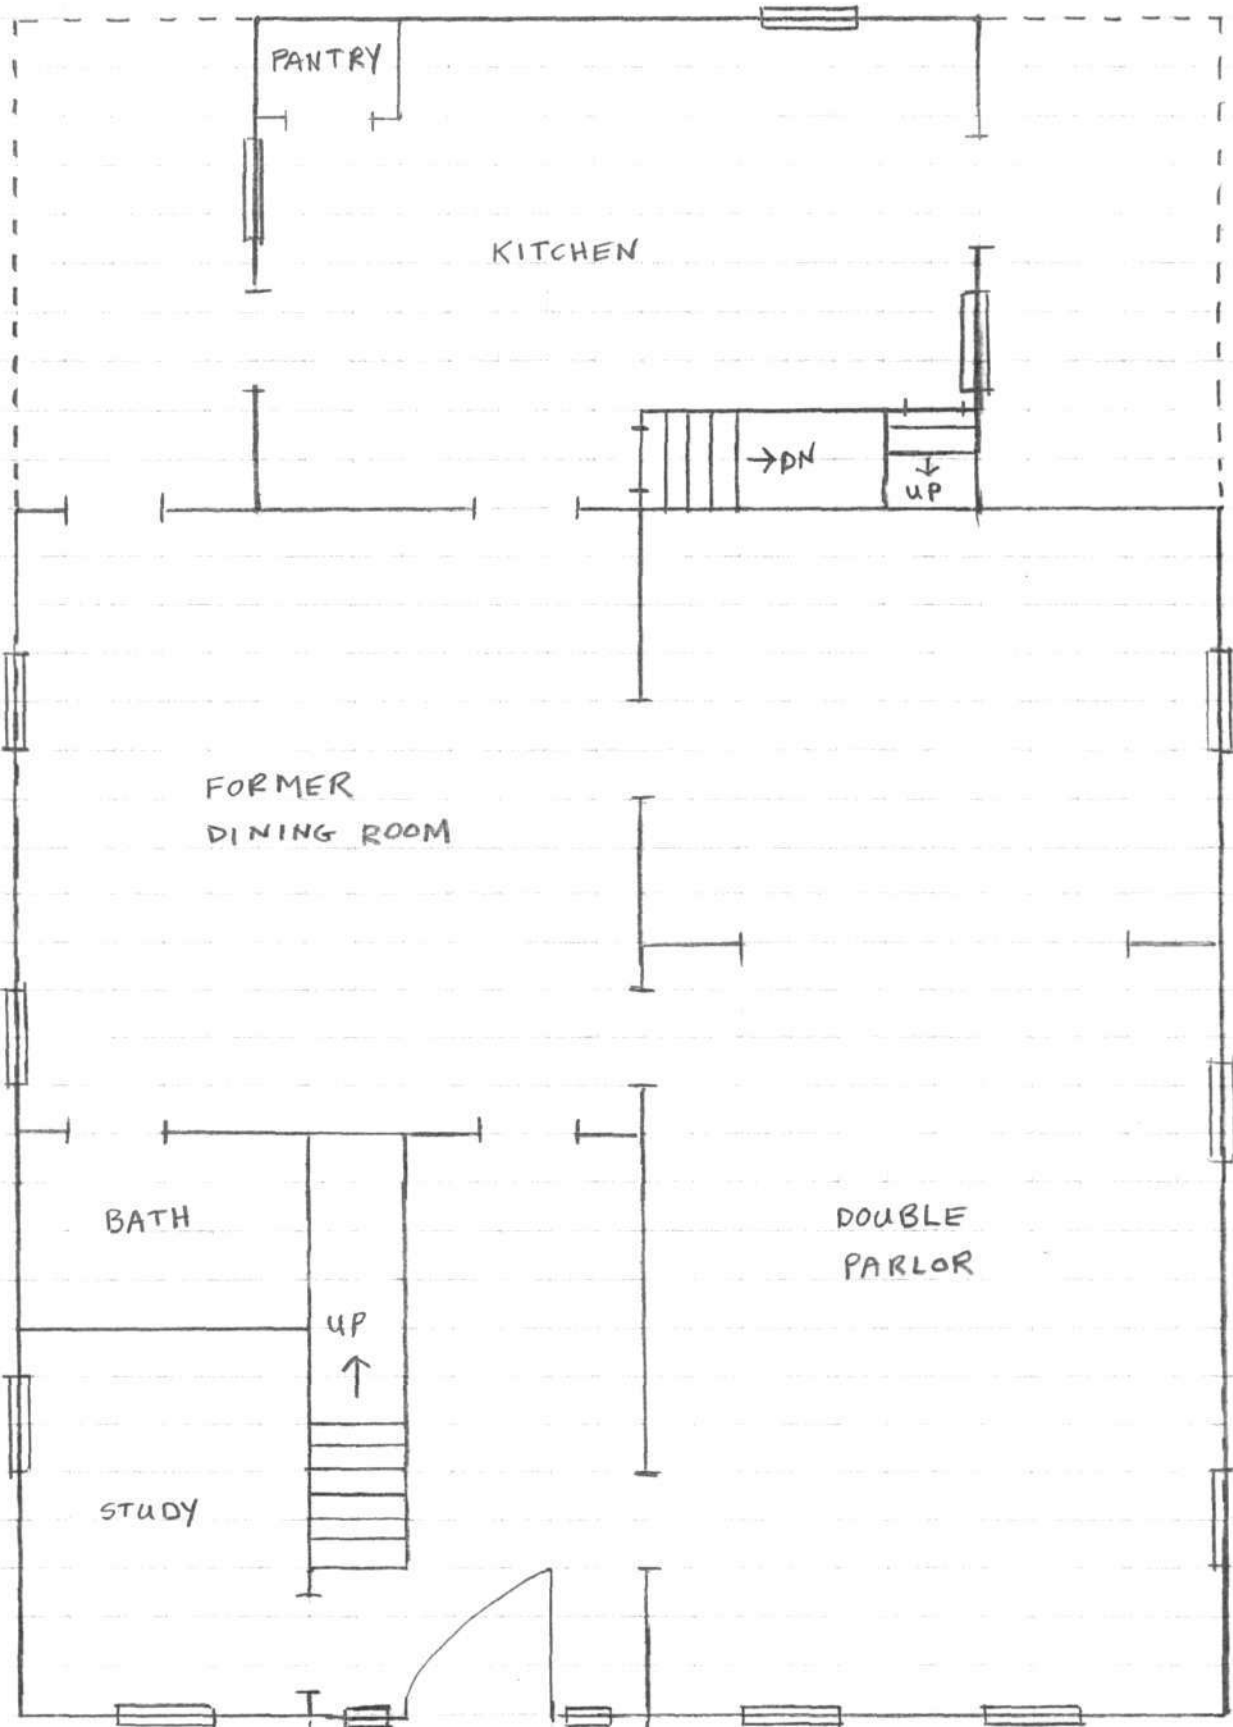 PANTRY
KITCHEN
→DN
UP
FORMER
DINING ROOM
BATH
DOUBLE
PARLOR
UP
STUDY